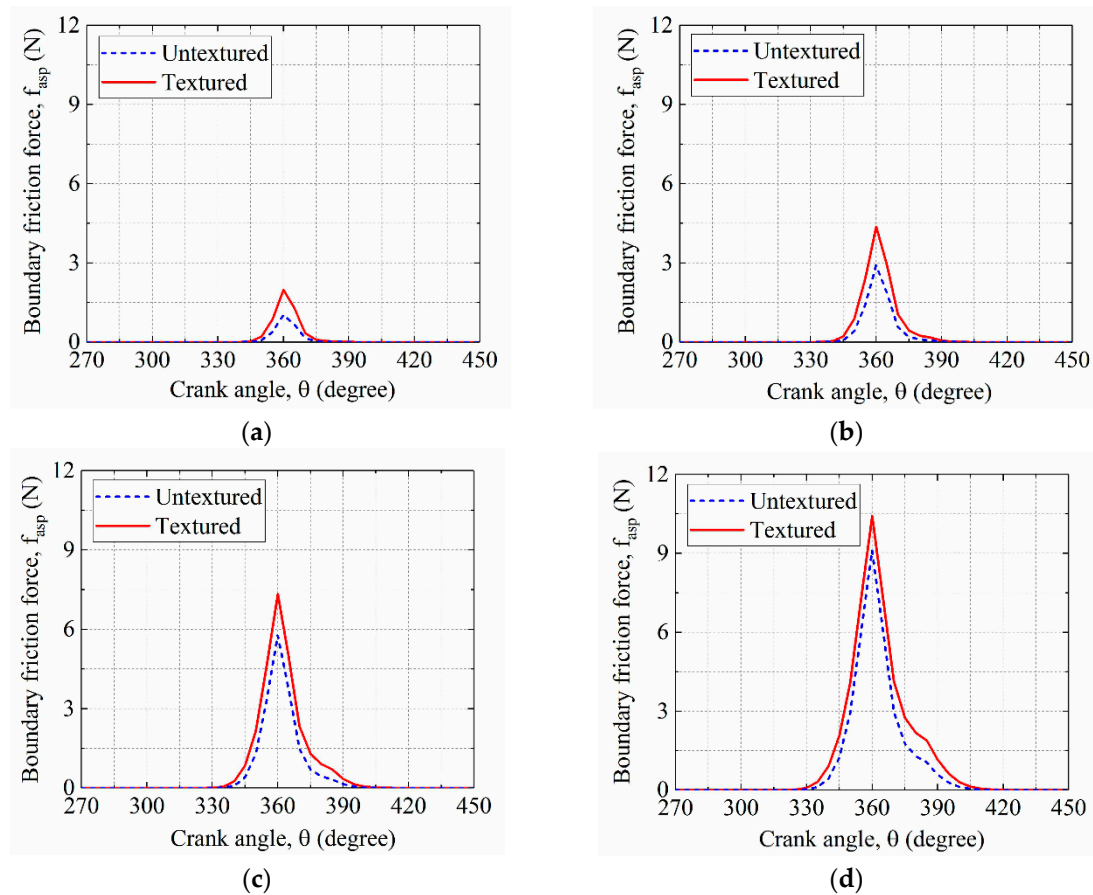 12
9
6
3
0
Boundary friction force, f_asp (N)
Untextured
Textured
270 300 330 360 390 420 450
Crank angle, θ (degree)
(a)
12
9
6
3
0
Boundary friction force, f_asp (N)
Untextured
Textured
270 300 330 360 390 420 450
Crank angle, θ (degree)
(b)
12
9
6
3
0
Boundary friction force, f_asp (N)
Untextured
Textured
270 300 330 360 390 420 450
Crank angle, θ (degree)
(c)
12
9
6
3
0
Boundary friction force, f_asp (N)
Untextured
Textured
270 300 330 360 390 420 450
Crank angle, θ (degree)
(d)